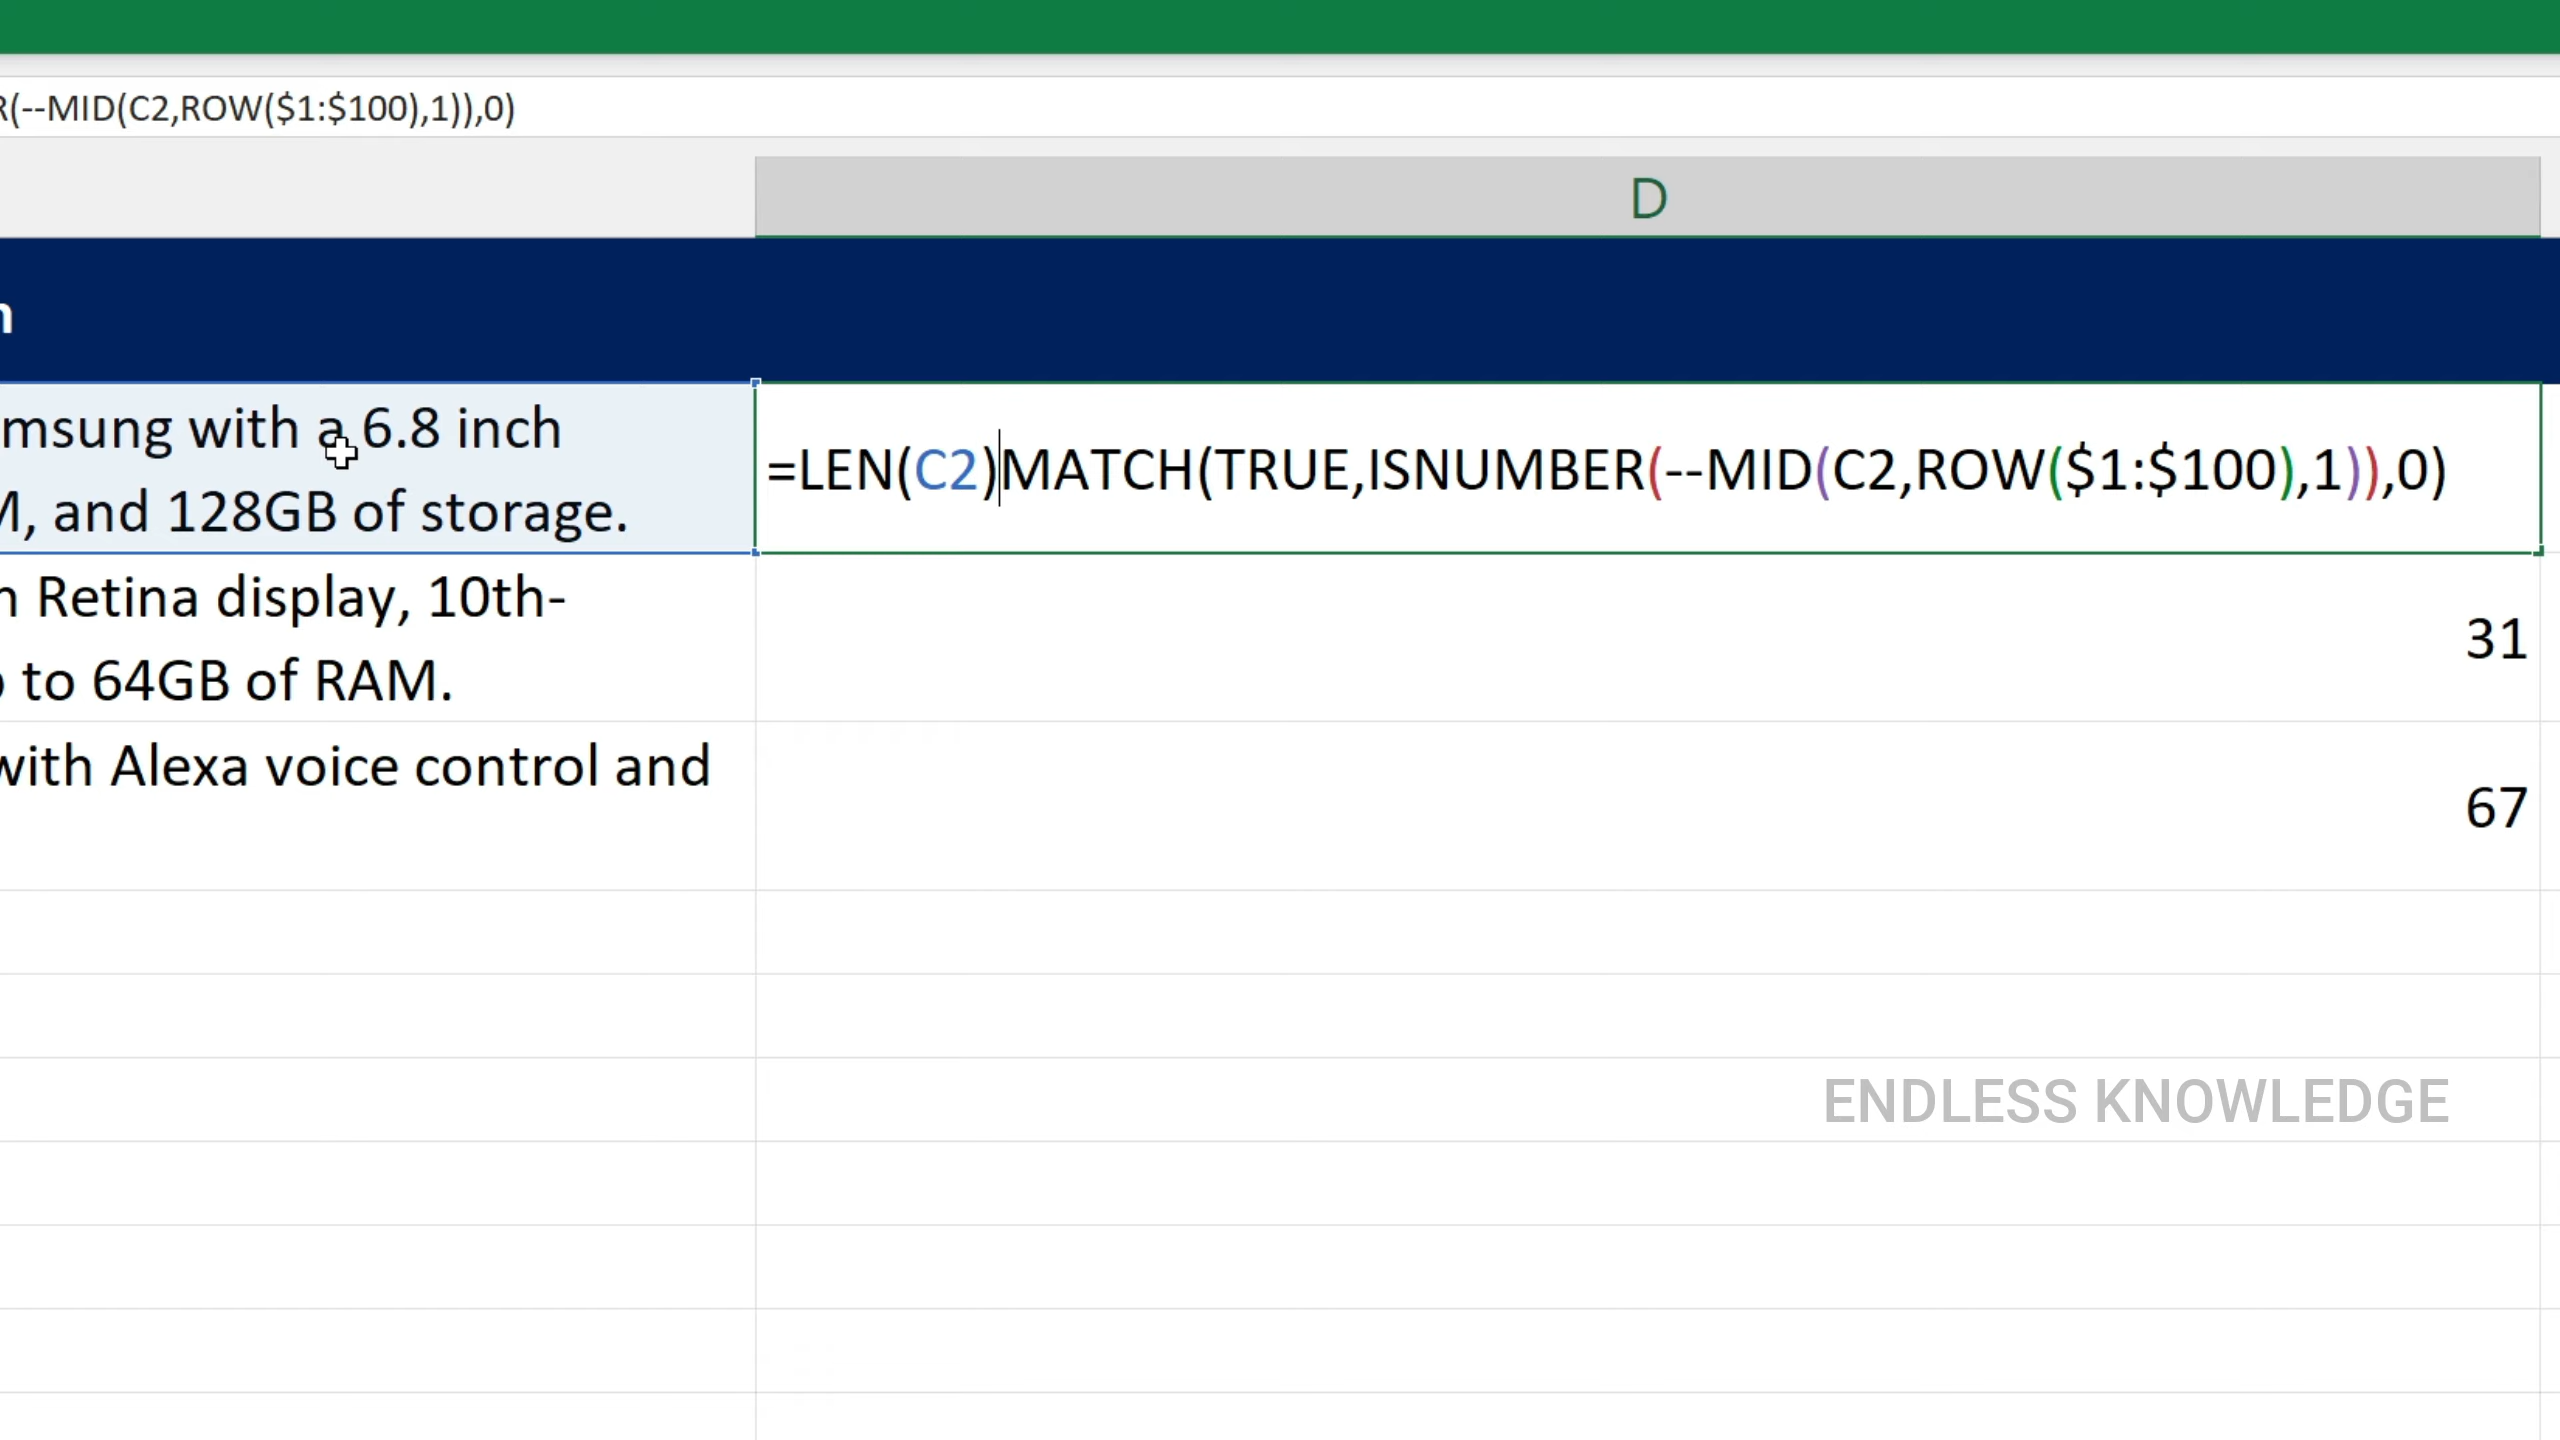 (--MID(C2,ROW($1:$100),1)),0)
D
msung with a 6.8 inch
=LEN(C2)MATCH(TRUE,ISNUMBER(--MID(C2,ROW($1:$100),1)),0)
, and 128GB of storage.
Retina display, 10th-
31
to 64GB of RAM.
with Alexa voice control and
67
ENDLESS KNOWLEDGE